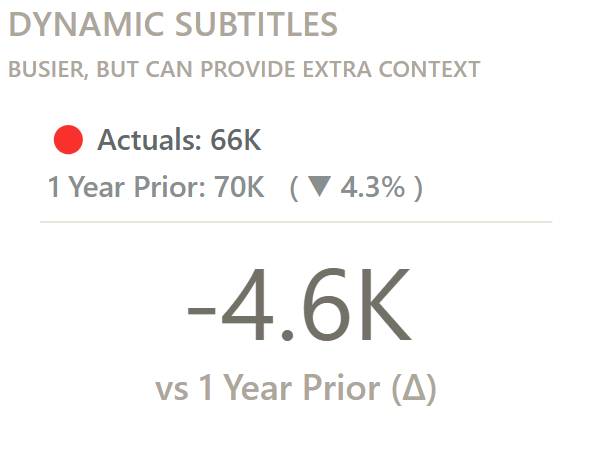 DYNAMIC SUBTITLES
BUSIER, BUT CAN PROVIDE EXTRA CONTEXT
Actuals: 66K
1 Year Prior: 70K (▼ 4.3% )
-4.6K
vs 1 Year Prior (Δ)